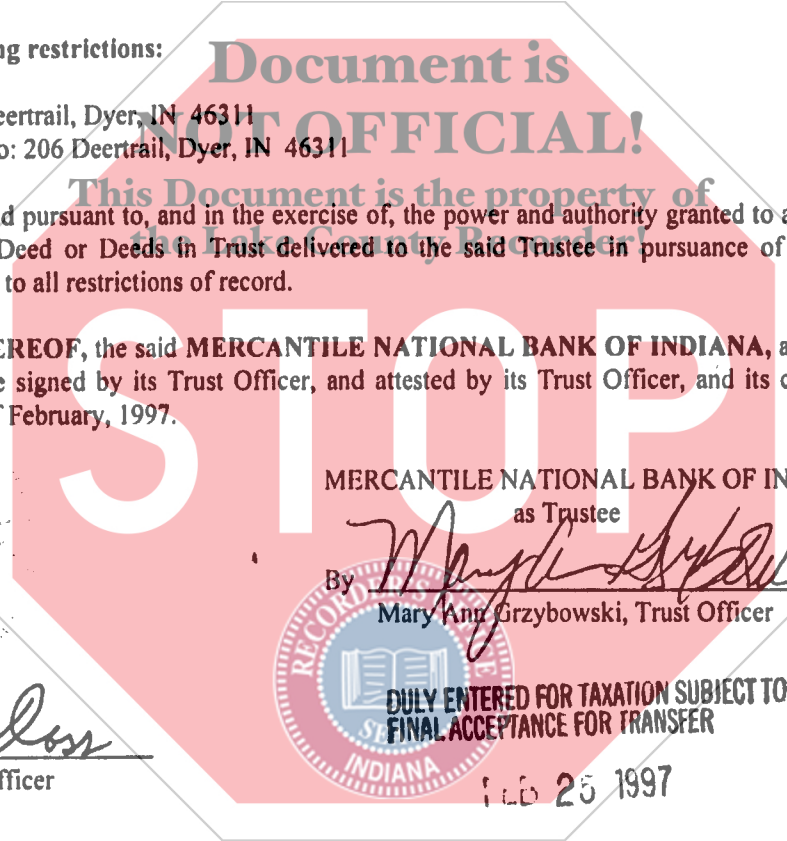 ng restrictions:
Document is
eertrail, Dyer, IN 46311
NOT OFFICIAL!
o: 206 Deertrail, Dyer, IN 46311
This Document is the property of
d pursuant to, and in the exercise of, the power and authority granted to a
the Lake County Recorder!
Deed or Deeds in Trust delivered to the said Trustee in pursuance of
to all restrictions of record.
EREOF, the said MERCANTILE NATIONAL BANK OF INDIANA, a
e signed by its Trust Officer, and attested by its Trust Officer, and its c
February, 1997.
STOP
MERCANTILE NATIONAL BANK OF IN
as Trustee
By
Mary Ann Grzybowski, Trust Officer
RECORDER'S OFFICE
SEAL
INDIANA
DULY ENTERED FOR TAXATION SUBJECT TO
FINAL ACCEPTANCE FOR TRANSFER
fficer
FEB 25 1997